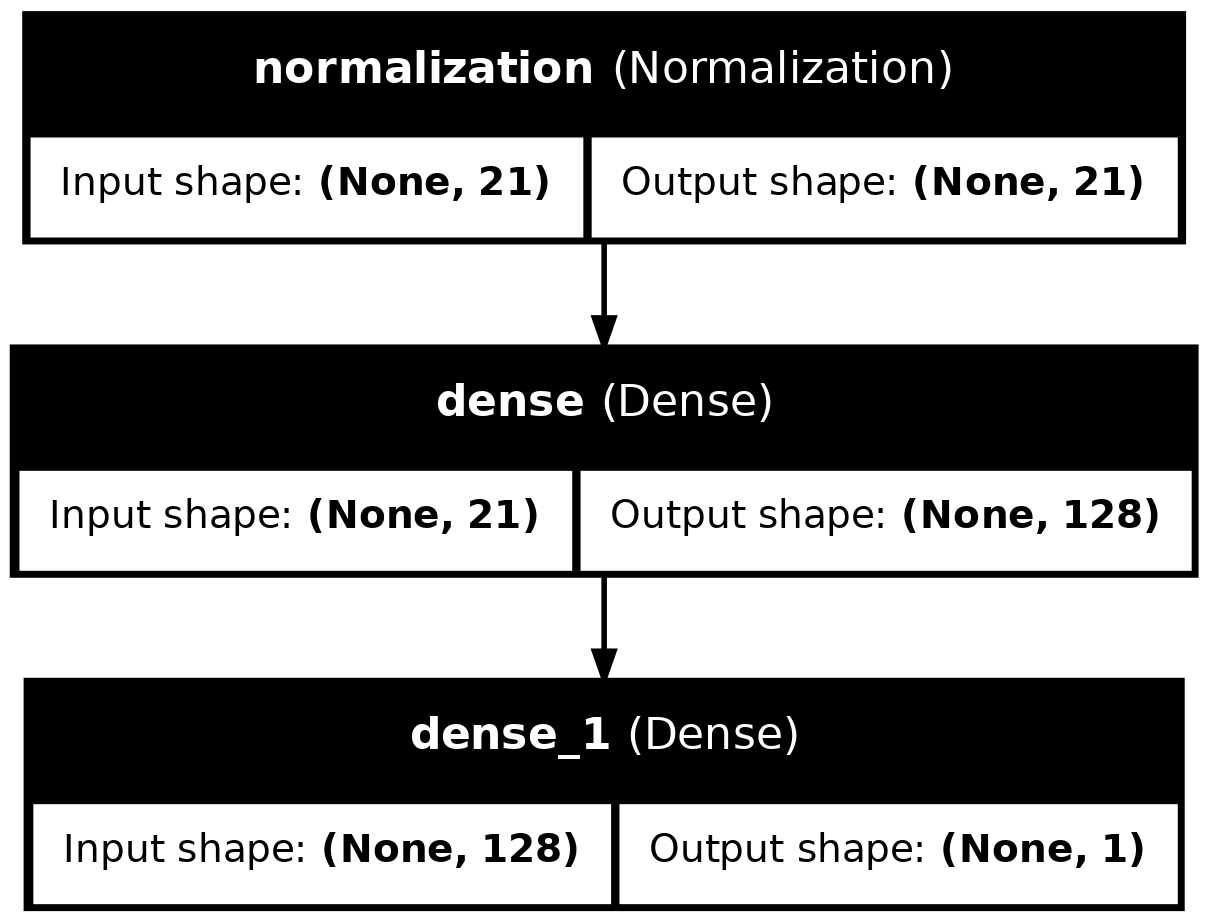 normalization (Normalization)
Input shape: (None, 21) Output shape: (None, 21)
dense (Dense)
Input shape: (None, 21) Output shape: (None, 128)
dense_1 (Dense)
Input shape: (None, 128) Output shape: (None, 1)